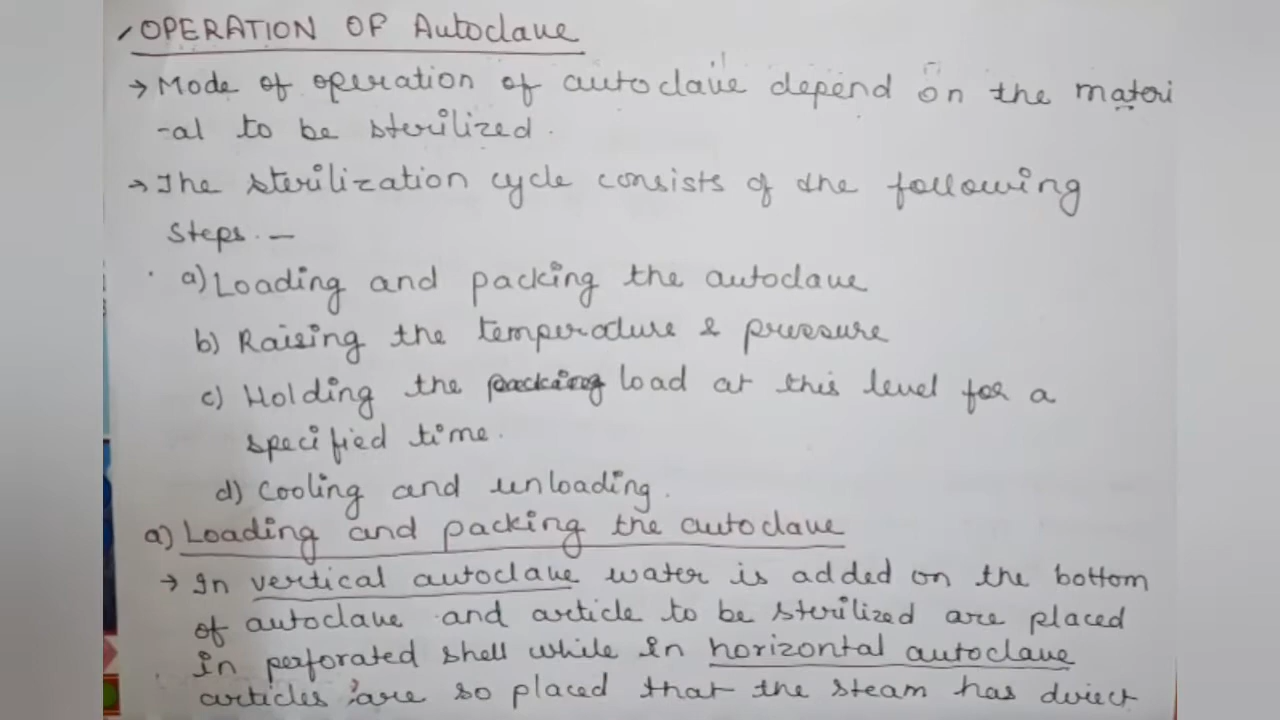 OPERATION OF Autoclave
→ Mode of operation of autoclave depend on the materi
-al to be sterilized.
→ The sterilization cycle consists of the following
steps. —
a) Loading and packing the autoclave
b) Raising the temperature & pressure
c) Holding the packing load at this level for a
specified time.
d) Cooling and unloading.
a) Loading and packing the autoclave
→ In vertical autoclave water is added on the bottom
of autoclave and article to be sterilized are placed
in perforated shell while in horizontal autoclave
articles are so placed that the steam has direct